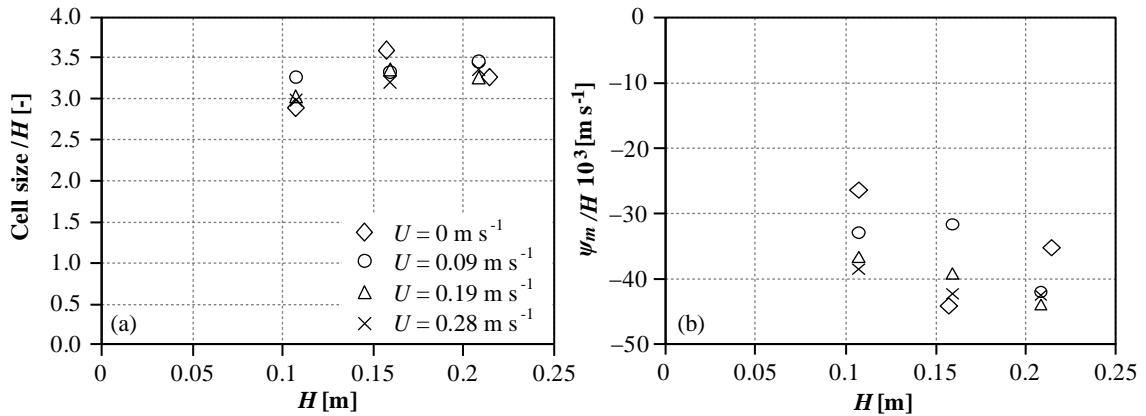 4.0
3.5
3.0
2.5
2.0
1.5
1.0
0.5
0.0
Cell size /H [-]
◇ U = 0 m s⁻¹
○ U = 0.09 m s⁻¹
△ U = 0.19 m s⁻¹
× U = 0.28 m s⁻¹
(a)
0 0.05 0.1 0.15 0.2 0.25
H [m]
0
−10
−20
−30
−40
−50
ψm/H 10³ [m s⁻¹]
(b)
0 0.05 0.1 0.15 0.2 0.25
H [m]